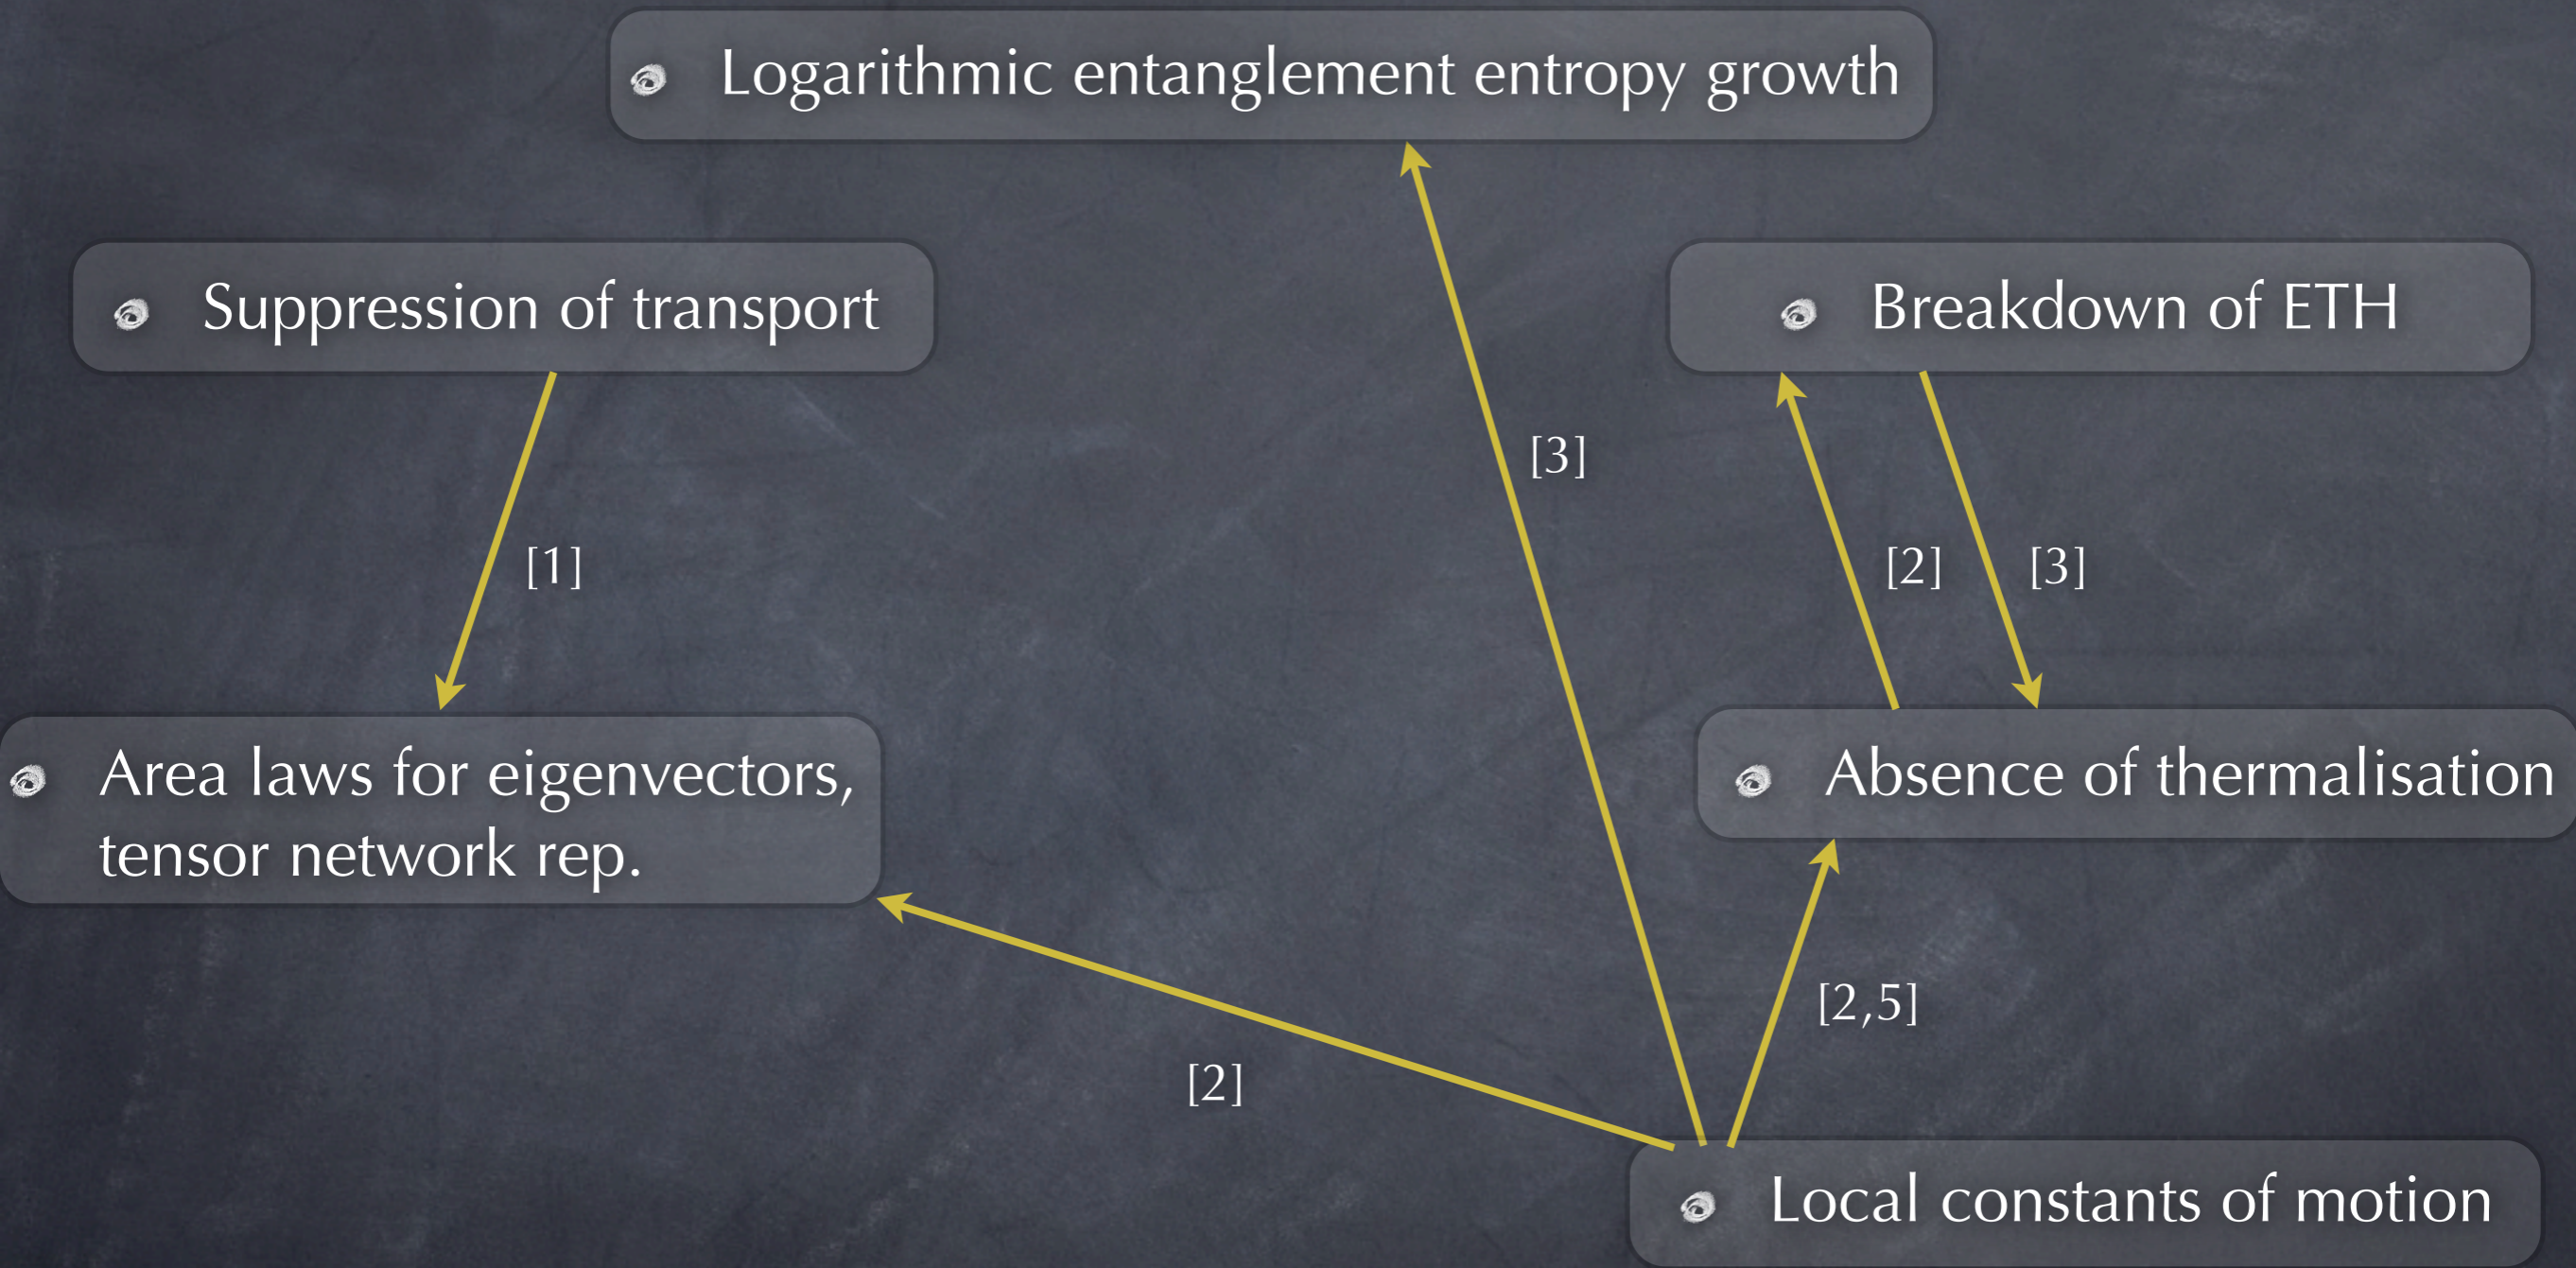 Logarithmic entanglement entropy growth
Suppression of transport
Breakdown of ETH
[3]
[1]
[2]
[3]
Area laws for eigenvectors,
tensor network rep.
Absence of thermalisation
[2,5]
[2]
Local constants of motion